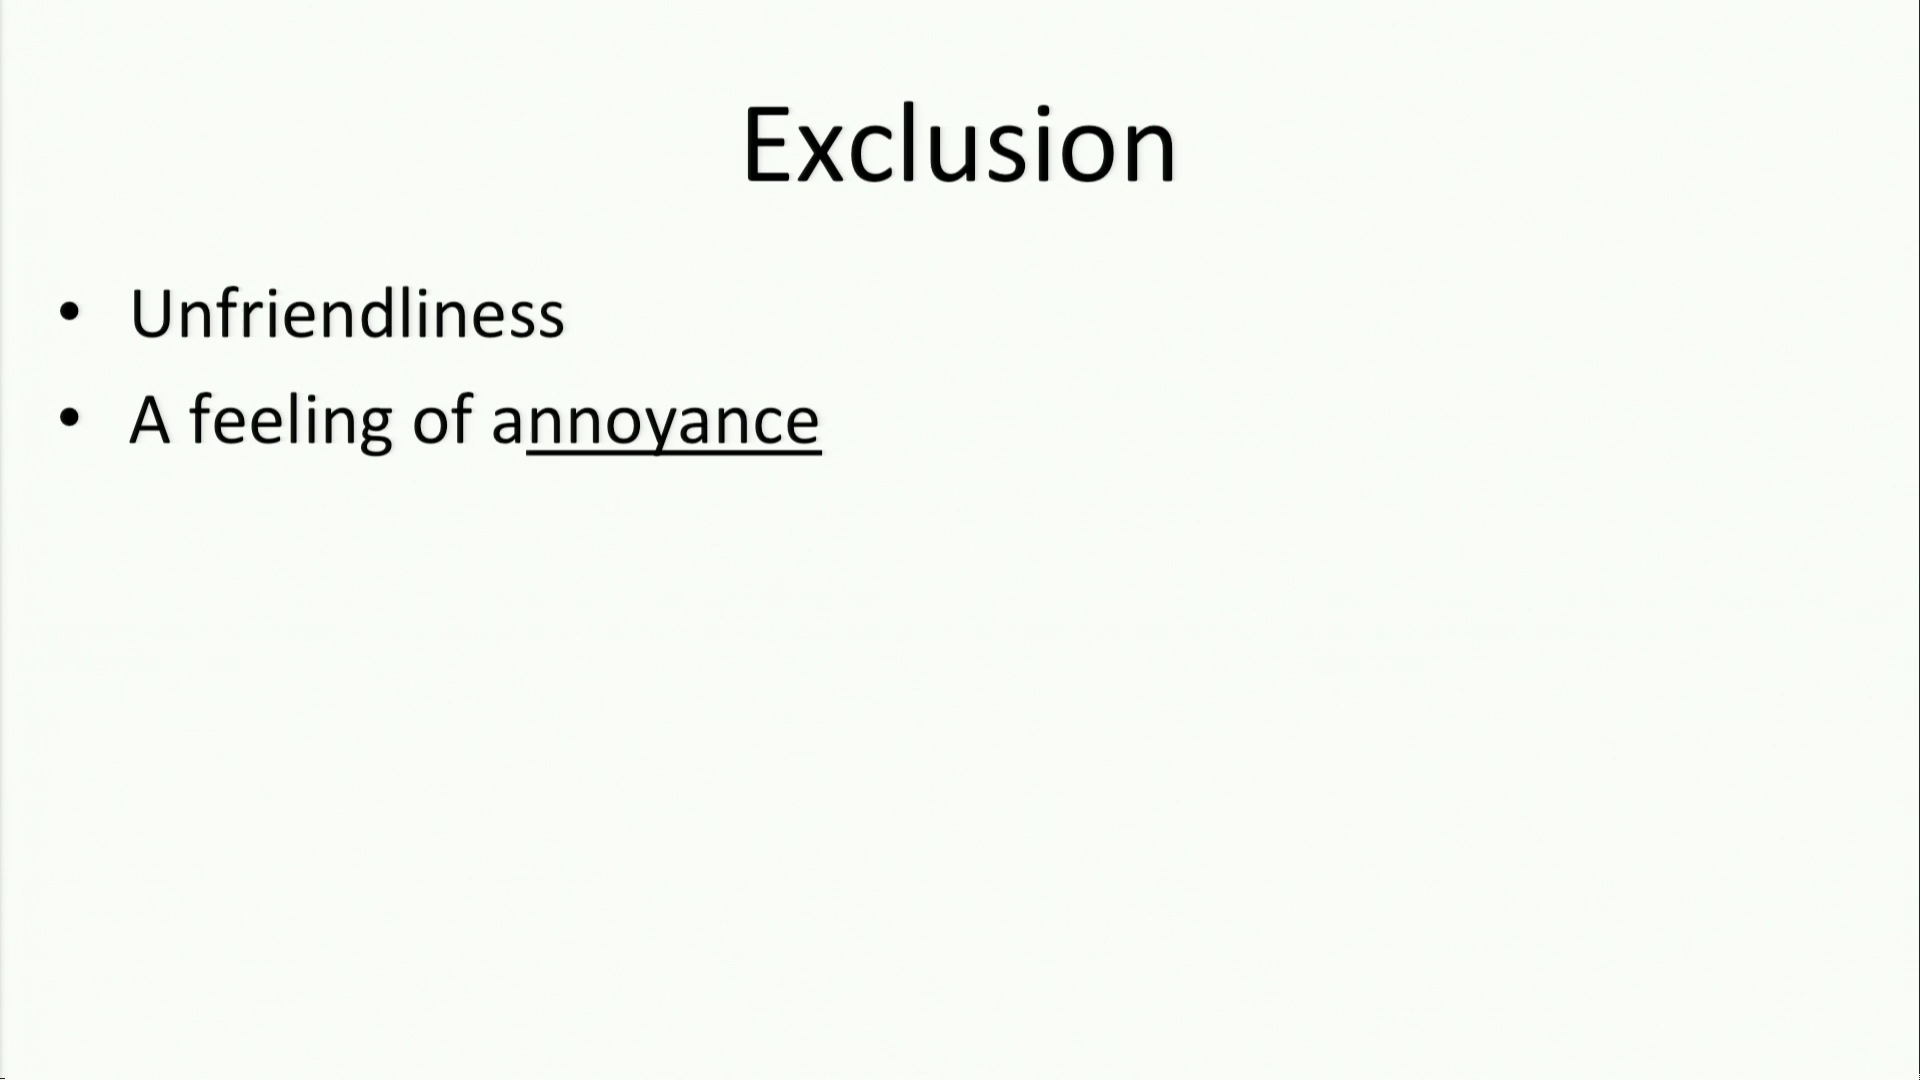 Exclusion
• Unfriendliness
• A feeling of annoyance